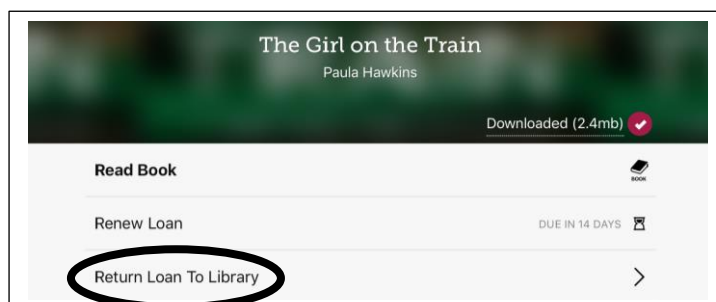 The Girl on the Train
Paula Hawkins
Downloaded (2.4mb)
Read Book
BOOK
Renew Loan DUE IN 14 DAYS
Return Loan To Library